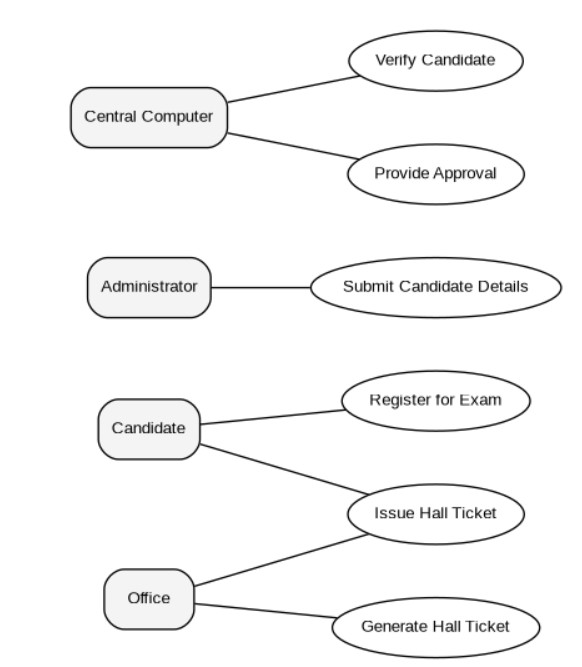 Verify Candidate
Central Computer
Provide Approval
Administrator
Submit Candidate Details
Register for Exam
Candidate
Issue Hall Ticket
Office
Generate Hall Ticket